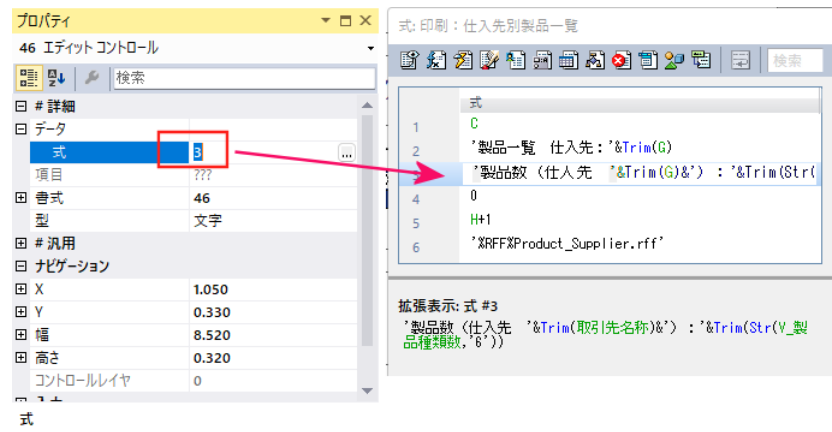 プロパティ
46 エディット コントロール
検索
# 詳細
データ
式 3 ...
項目 ???
書式 46
型 文字
# 汎用
ナビゲーション
X 1.050
Y 0.330
幅 8.520
高さ 0.320
コントロールレイヤ 0
式
式: 印刷：仕入先別製品一覧
検索
式
1 C
2 '製品一覧　仕入先：'&Trim(G)
'製品数（仕入先　'&Trim(G)&'）：'&Trim(Str(
4 0
5 H+1
6 '%RFF%Product_Supplier.rff'
拡張表示: 式 #3
'製品数（仕入先　'&Trim(取引先名称)&'）：'&Trim(Str(V_製
品種類数,'6'))